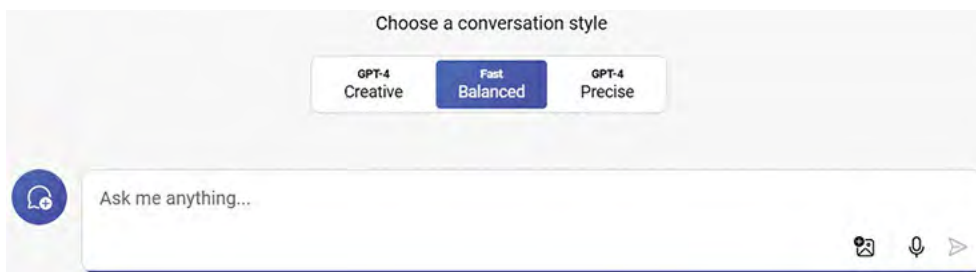 Choose a conversation style
GPT-4 Fast GPT-4
Creative Balanced Precise
Ask me anything...